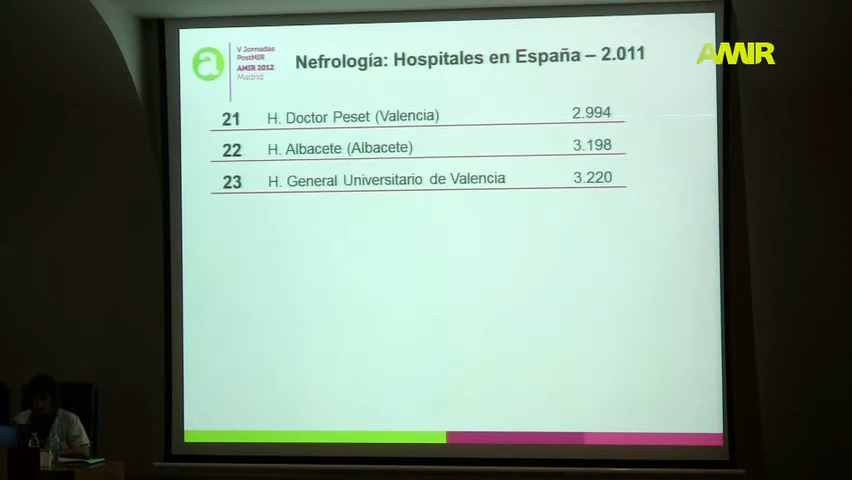 V Jornadas
PostMIR
AMIR 2012
Madrid
Nefrología: Hospitales en España – 2.011
AMIR
21 H. Doctor Peset (Valencia) 2.994
22 H. Albacete (Albacete) 3.198
23 H. General Universitario de Valencia 3.220